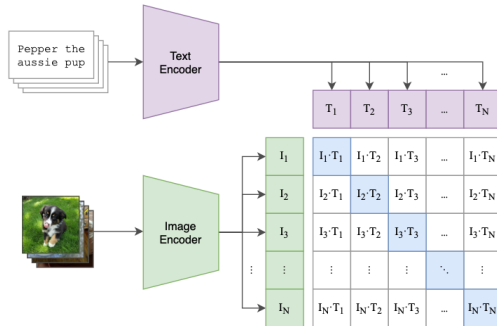 Pepper the
aussie pup
Text
Encoder
...
T1 T2 T3 ... TN
I1 I1·T1 I1·T2 I1·T3 ... I1·TN
I2 I2·T1 I2·T2 I2·T3 ... I2·TN
Image
Encoder
I3 I3·T1 I3·T2 I3·T3 ... I3·TN
⋮ ⋮ ⋮ ⋮ ⋮ ⋱ ⋮
IN IN·T1 IN·T2 IN·T3 ... IN·TN